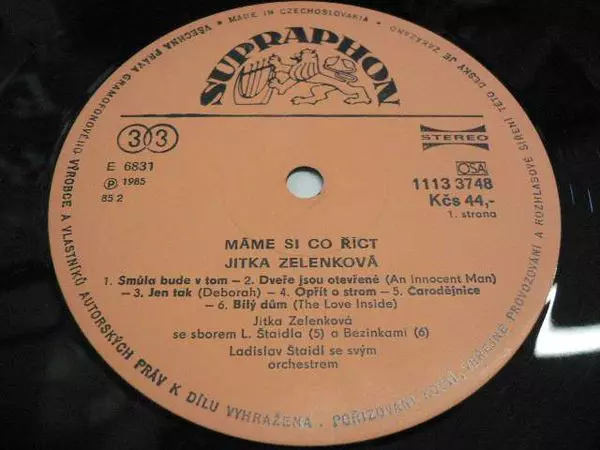 MADE IN CZECHOSLOVAKIA
VŠECHNA PRÁVA GRAMOFONOVÉHO VÝROBCE A VLASTNÍKŮ AUTORSKÝCH PRÁV K DÍLU VYHRAŽENA · POŘIZOVÁNÍ KOPIÍ, VEŘEJNÉ PROVOZOVÁNÍ A ROZHLASOVÉ ŠÍŘENÍ TÉTO DESKY JE ZAKÁZÁNO
SUPRAPHON
33
STEREO
E 6831
OSA
℗ 1985
1113 3748
85 2
Kčs 44,-
1. strana
MÁME SI CO ŘÍCT
JITKA ZELENKOVÁ
1. Smůla bude v tom – 2. Dveře jsou otevřené (An Innocent Man)
– 3. Jen tak (Deborah) – 4. Opřít o strom – 5. Čarodějnice
– 6. Bílý dům (The Love Inside)
Jitka Zelenková
se sborem L. Štaidla (5) a Bezinkami (6)
Ladislav Štaidl se svým
orchestrem